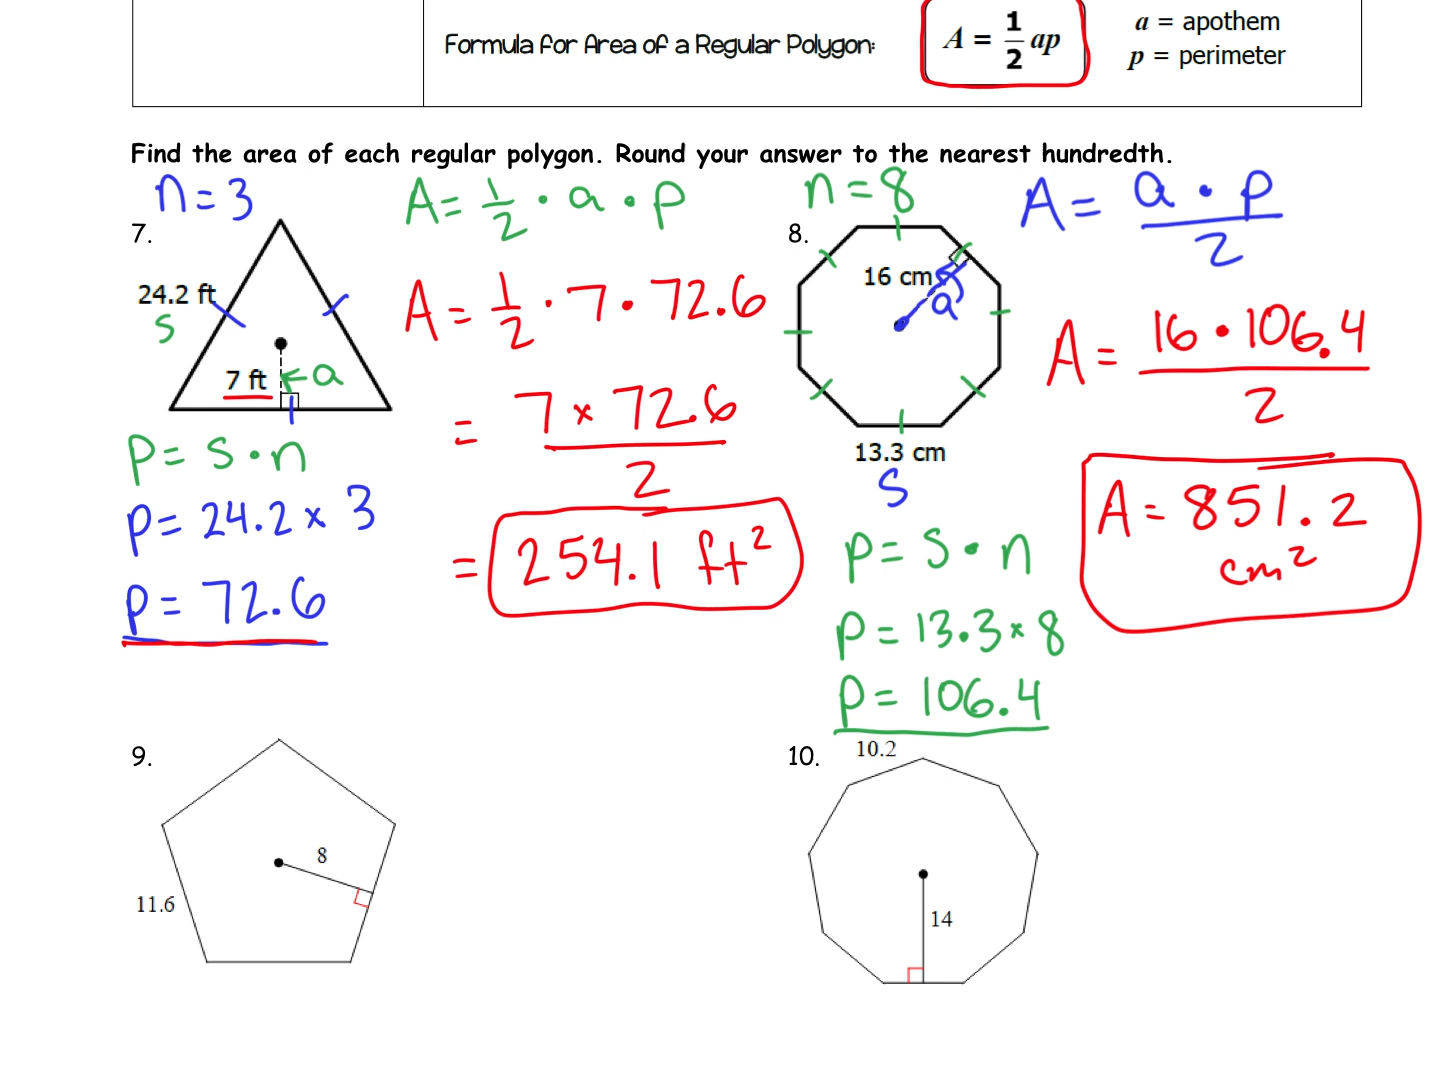 Formula for Area of a Regular Polygon:
A = 1/2 ap
a = apothem
p = perimeter
Find the area of each regular polygon. Round your answer to the nearest hundredth.
7.
n = 3
24.2 ft
s
7 ft
a
P = s · n
P = 24.2 x 3
P = 72.6
A = 1/2 · a · p
A = 1/2 · 7 · 72.6
= 7 x 72.6 / 2
= 254.1 ft²
8.
n = 8
16 cm
a
13.3 cm
s
P = s · n
P = 13.3 x 8
P = 106.4
A = a · p / 2
A = 16 · 106.4 / 2
A = 851.2
cm²
9.
8
11.6
10.
10.2
14